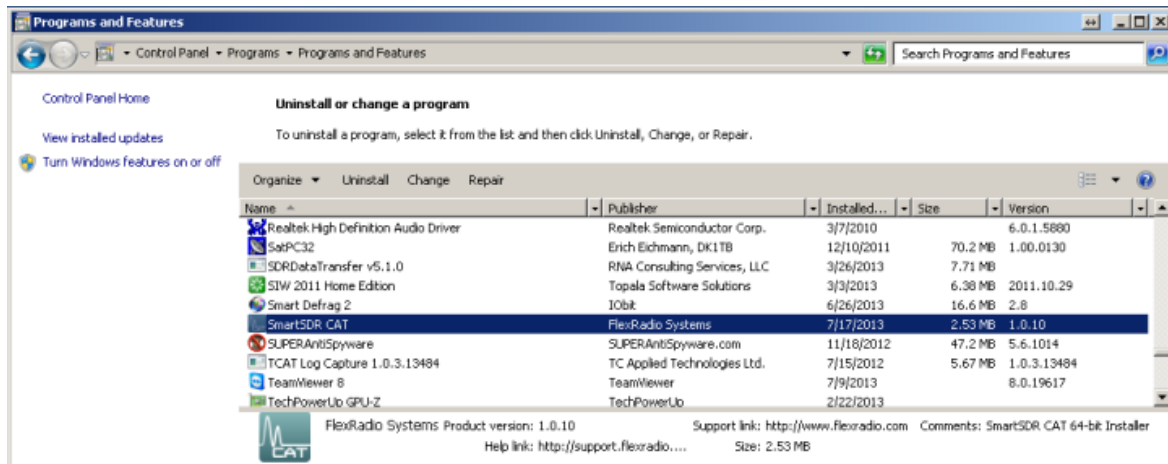 Programs and Features
Control Panel Programs Programs and Features Search Programs and Features
Control Panel Home
Uninstall or change a program
View installed updates
To uninstall a program, select it from the list and then click Uninstall, Change, or Repair.
Turn Windows features on or off
Organize Uninstall Change Repair
Name Publisher Installed... Size Version
Realtek High Definition Audio Driver Realtek Semiconductor Corp. 3/7/2010 6.0.1.5880
SatPC32 Erich Eichmann, DK1TB 12/10/2011 70.2 MB 1.00.0130
SDRDataTransfer v5.1.0 RNA Consulting Services, LLC 3/26/2013 7.71 MB
SIW 2011 Home Edition Topala Software Solutions 3/3/2013 6.38 MB 2011.10.29
Smart Defrag 2 IObit 6/26/2013 16.6 MB 2.8
SmartSDR CAT FlexRadio Systems 7/17/2013 2.53 MB 1.0.10
SUPERAntiSpyware SUPERAntiSpyware.com 11/18/2012 47.2 MB 5.6.1014
TCAT Log Capture 1.0.3.13484 TC Applied Technologies Ltd. 7/15/2012 5.67 MB 1.0.3.13484
TeamViewer 8 TeamViewer 7/9/2013 8.0.19617
TechPowerUp GPU-Z TechPowerUp 2/22/2013
FlexRadio Systems Product version: 1.0.10 Support link: http://www.flexradio.com Comments: SmartSDR CAT 64-bit Installer
CAT Help link: http://support.flexradio.... Size: 2.53 MB